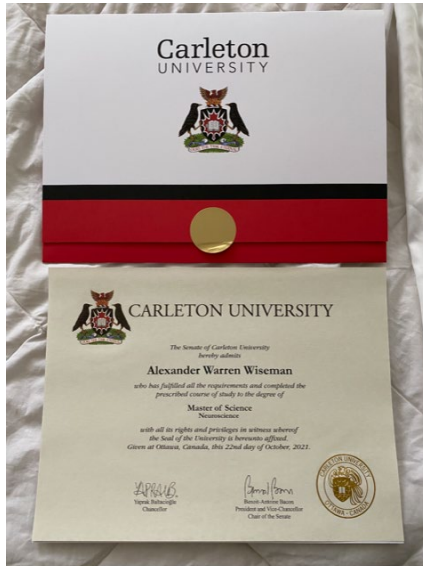 Carleton
UNIVERSITY
CARLETON UNIVERSITY
The Senate of Carleton University
hereby admits
Alexander Warren Wiseman
who has fulfilled all the requirements and completed the
prescribed course of study to the degree of
Master of Science
Neuroscience
with all its rights and privileges in witness whereof
the Seal of the University is hereunto affixed.
Given at Ottawa, Canada, this 22nd day of October, 2021.
Yaprak Baltacıoğlu
Chancellor
Benoit-Antoine Bacon
President and Vice-Chancellor
Chair of the Senate
CARLETON UNIVERSITY
OTTAWA - CANADA